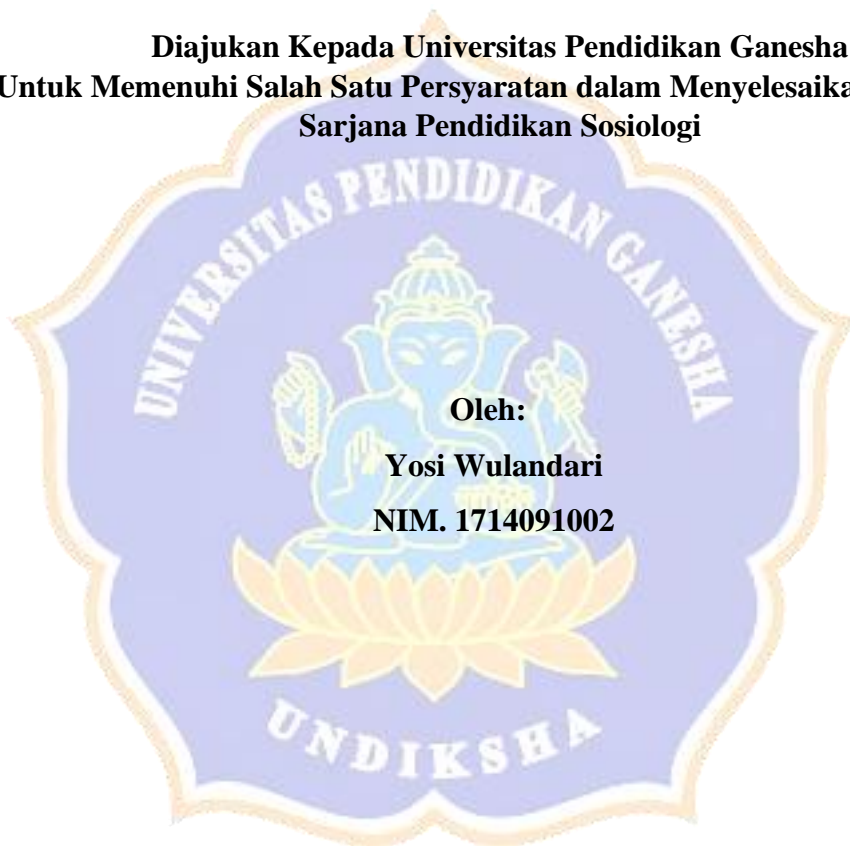 Diajukan Kepada Universitas Pendidikan Ganesha
Untuk Memenuhi Salah Satu Persyaratan dalam
Sarjana Pendidikan Sosiologi
UNIVERSITAS PENDIDIKAN GANESHA
Oleh:
Yosi Wulandari
NIM. 1714091002
UNDIKSHA